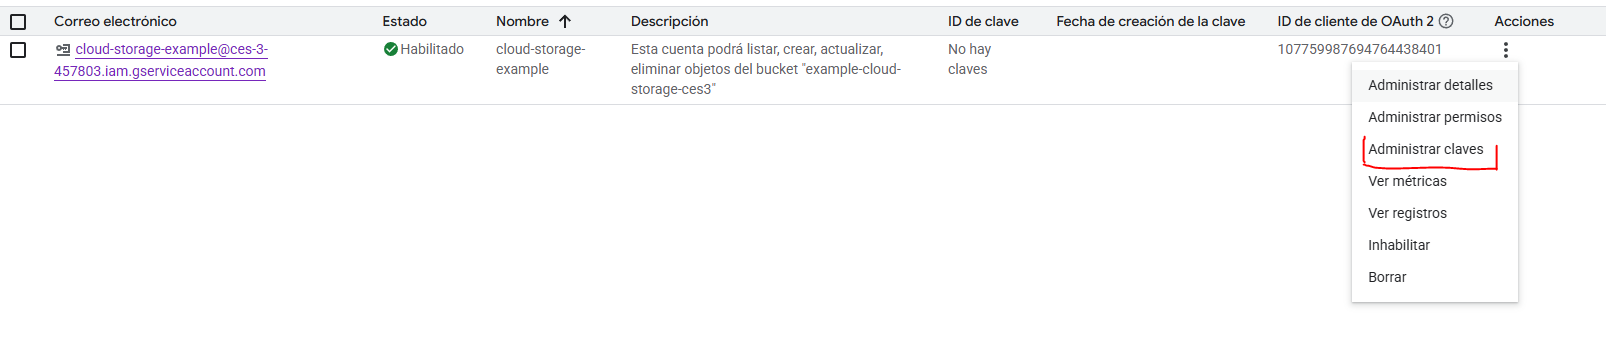 Correo electrónico Estado Nombre Descripción ID de clave Fecha de creación de la clave ID de cliente de OAuth 2 Acciones
cloud-storage-example@ces-3- Habilitado cloud-storage- Esta cuenta podrá listar, crear, actualizar, No hay 107759987694764438401
457803.iam.gserviceaccount.com example eliminar objetos del bucket "example-cloud- claves
storage-ces3"
Administrar detalles
Administrar permisos
Administrar claves
Ver métricas
Ver registros
Inhabilitar
Borrar